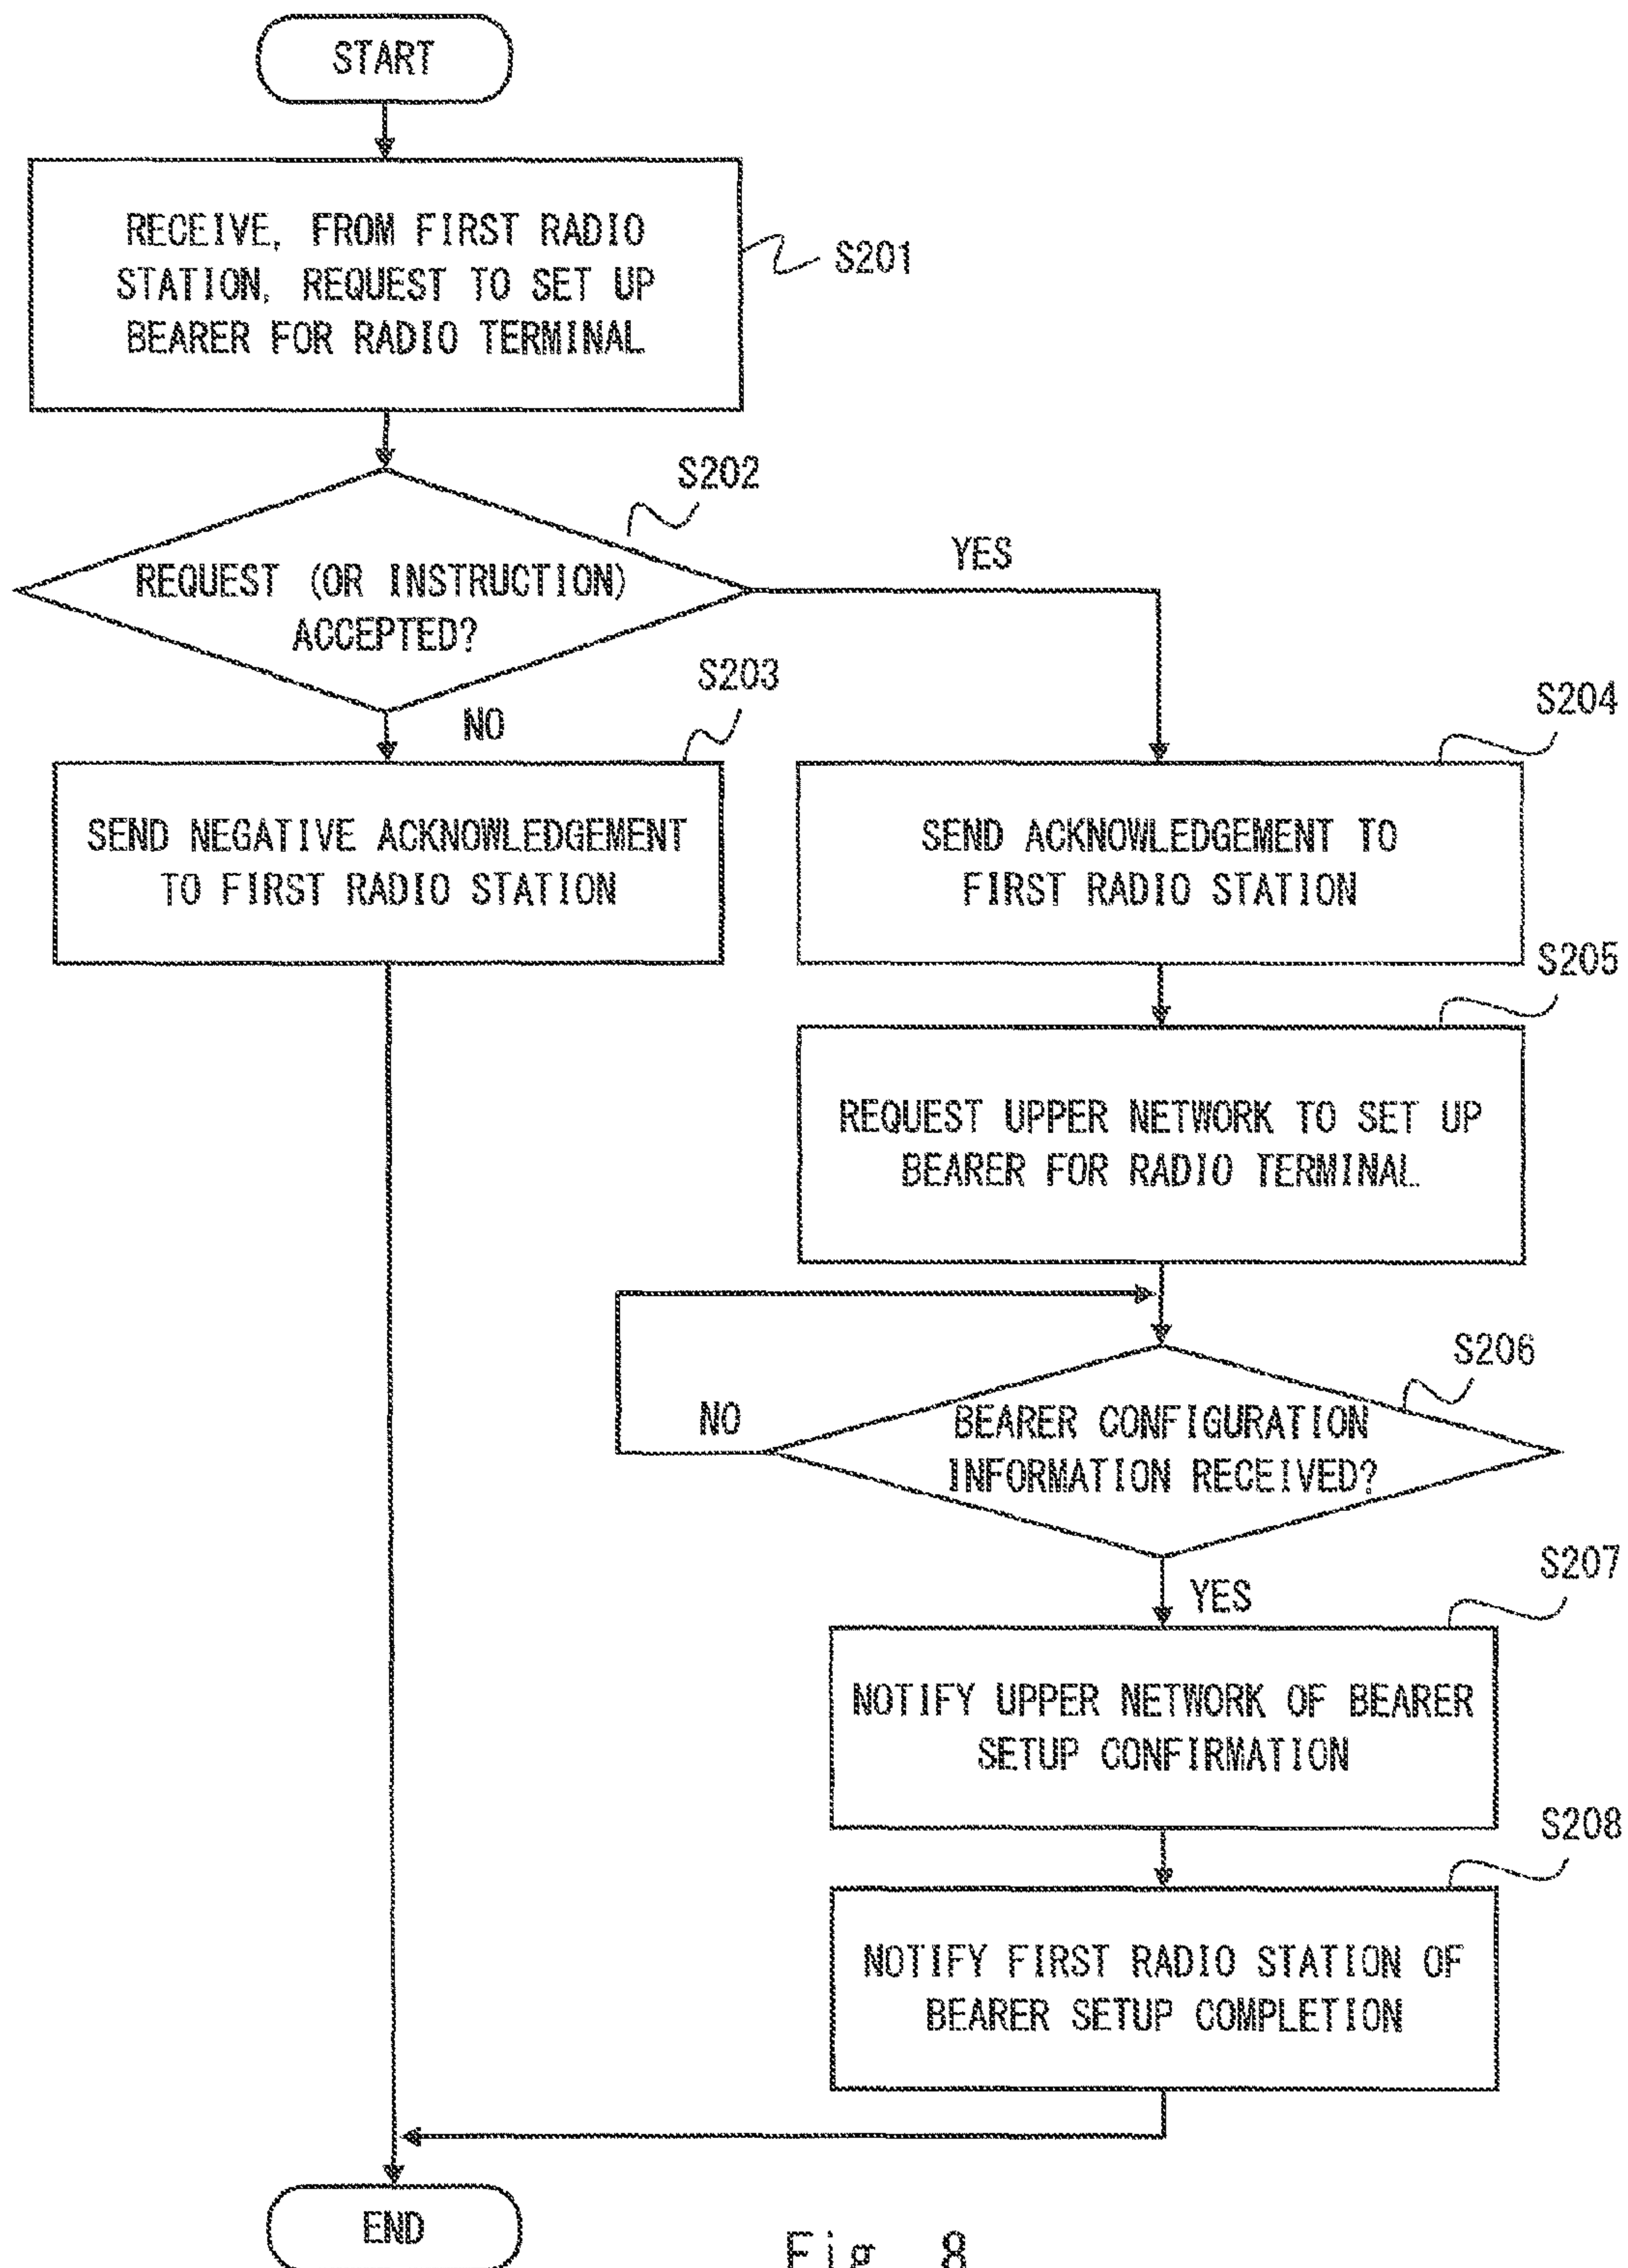 START
RECEIVE, FROM FIRST RADIO
STATION, REQUEST TO SET UP
BEARER FOR RADIO TERMINAL
S201
S202
REQUEST (OR INSTRUCTION)
ACCEPTED?
YES
NO
S203
SEND NEGATIVE ACKNOWLEDGEMENT
TO FIRST RADIO STATION
S204
SEND ACKNOWLEDGEMENT TO
FIRST RADIO STATION
S205
REQUEST UPPER NETWORK TO SET UP
BEARER FOR RADIO TERMINAL
S206
BEARER CONFIGURATION
INFORMATION RECEIVED?
NO
YES
S207
NOTIFY UPPER NETWORK OF BEARER
SETUP CONFIRMATION
S208
NOTIFY FIRST RADIO STATION OF
BEARER SETUP COMPLETION
END
Fig. 8